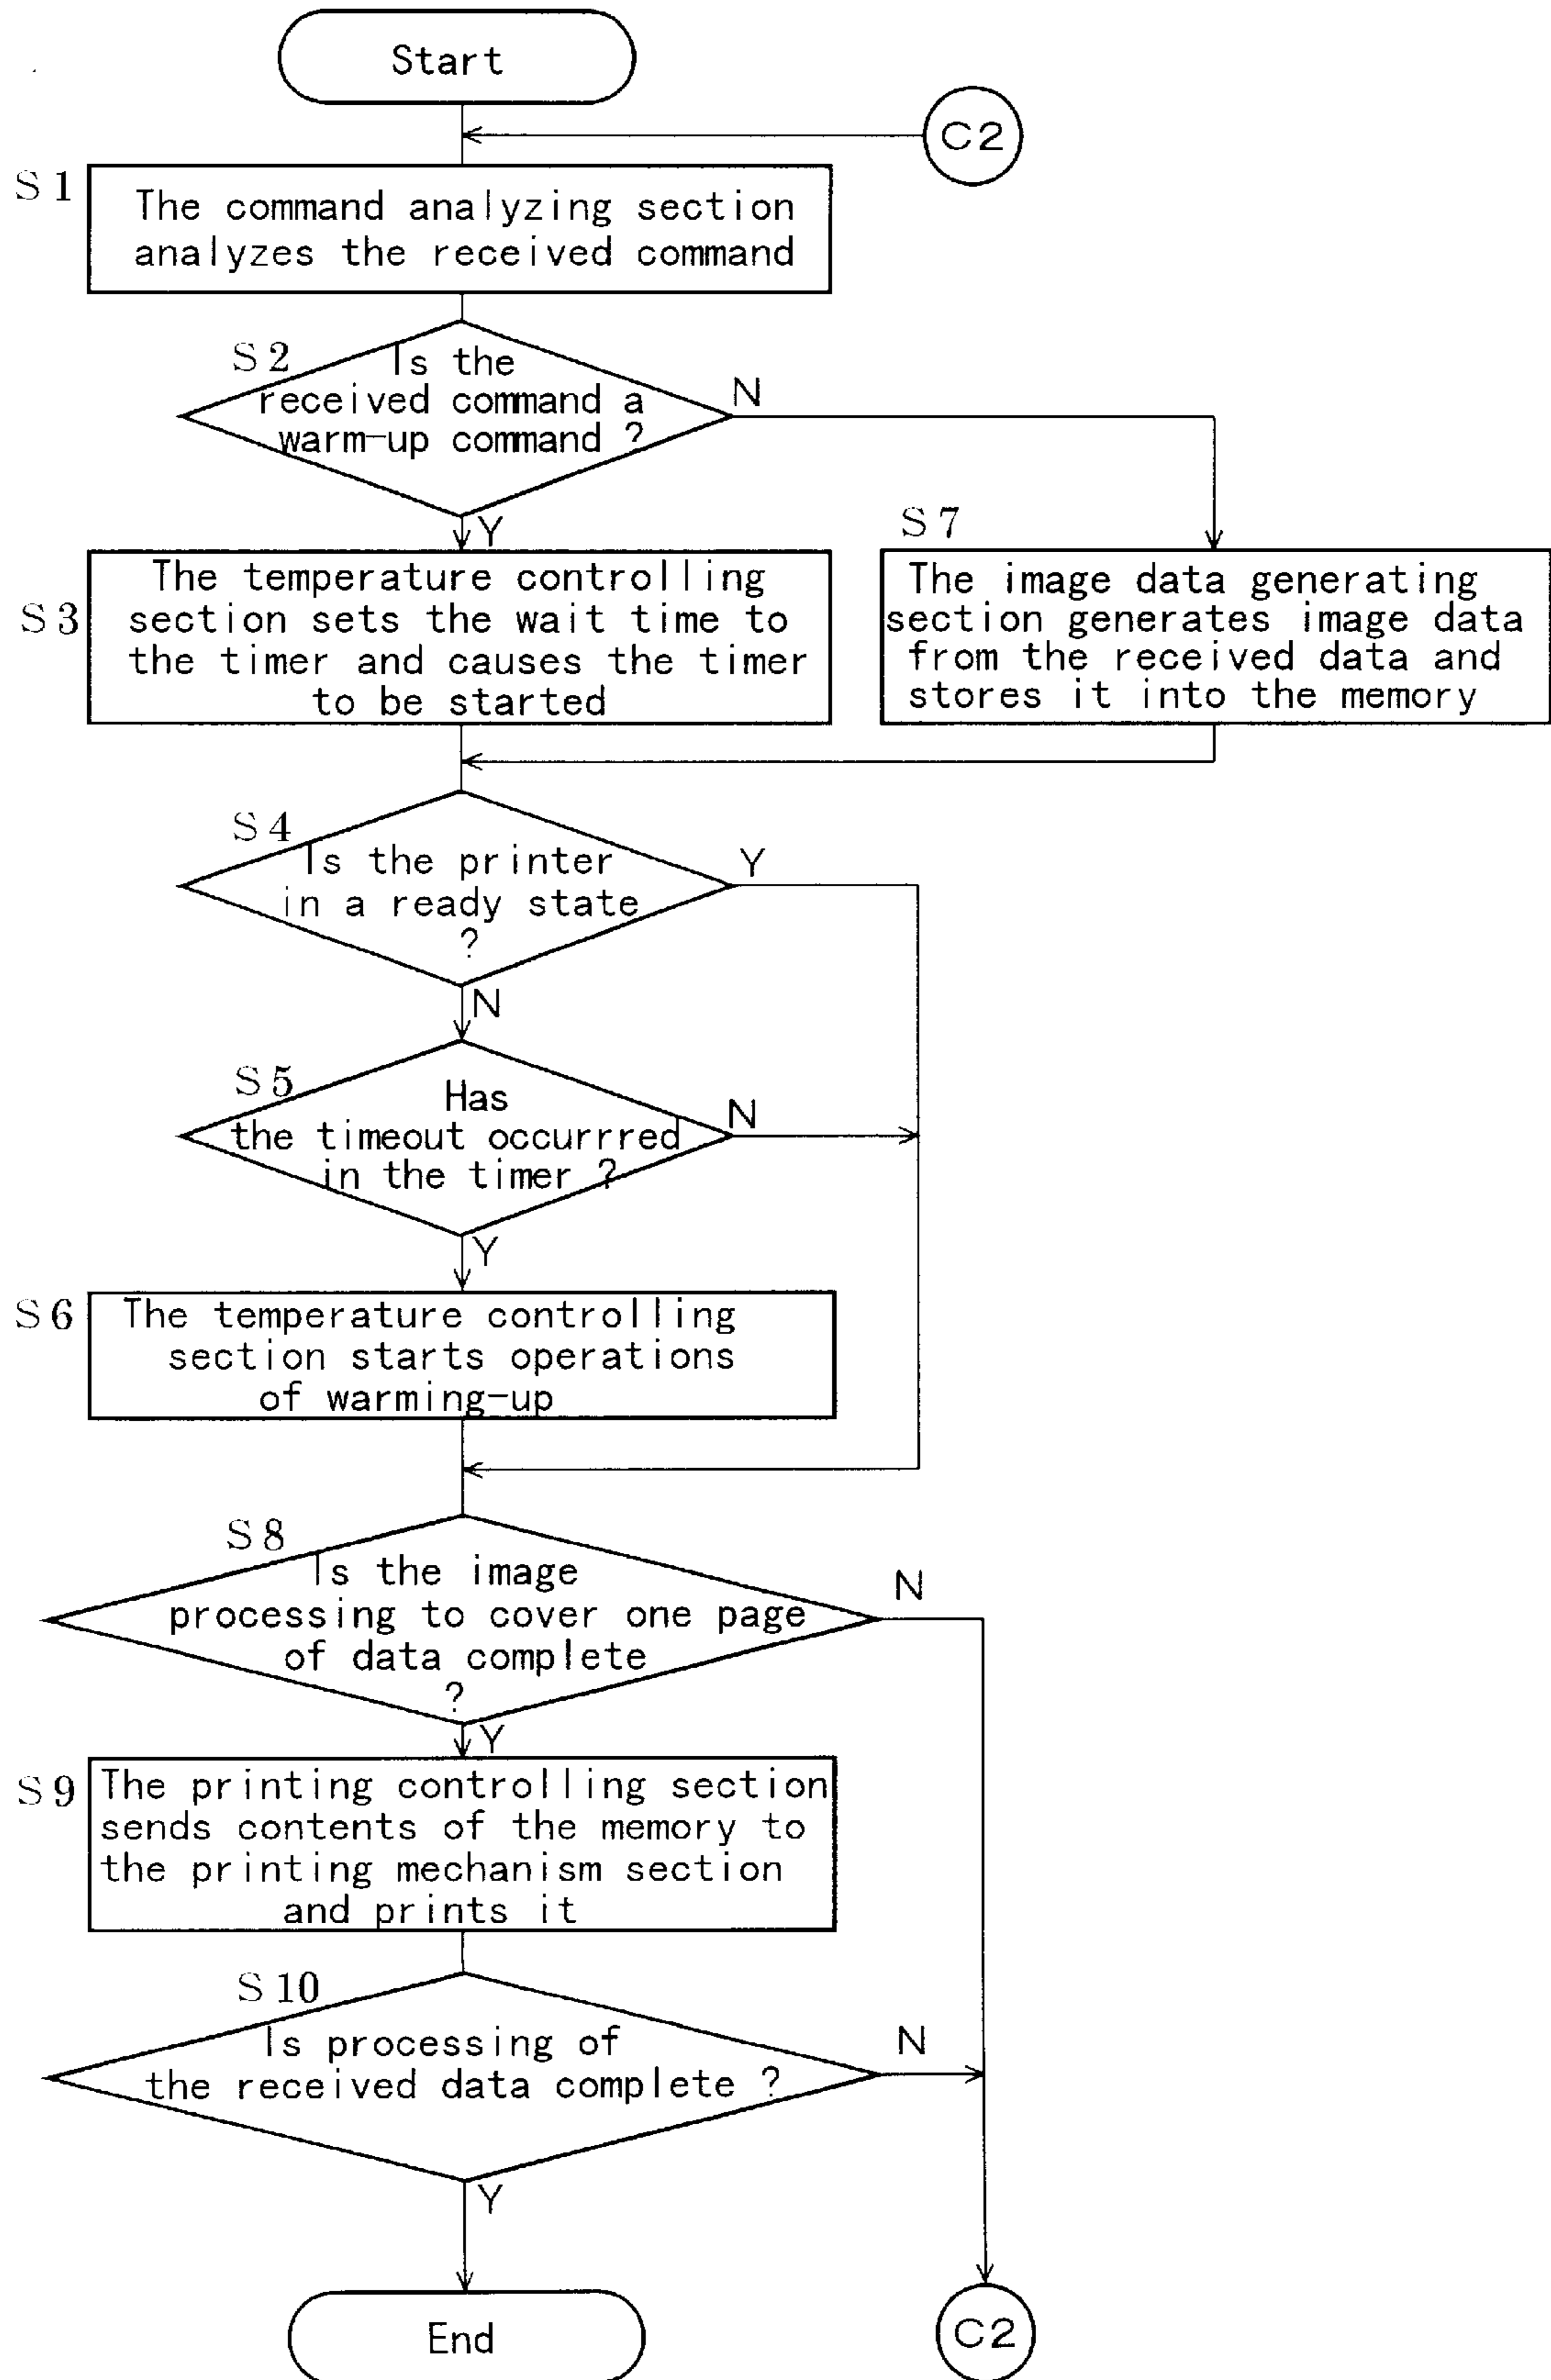 Start
C2
S1
The command analyzing section
analyzes the received command
S2
Is the
received command a
warm-up command ?
N
Y
S3
The temperature controlling
section sets the wait time to
the timer and causes the timer
to be started
S7
The image data generating
section generates image data
from the received data and
stores it into the memory
S4
Is the printer
in a ready state
?
Y
N
S5
Has
the timeout occurrred
in the timer ?
N
Y
S6
The temperature controlling
section starts operations
of warming-up
S8
Is the image
processing to cover one page
of data complete
?
N
Y
S9
The printing controlling section
sends contents of the memory to
the printing mechanism section
and prints it
S10
Is processing of
the received data complete ?
N
Y
End
C2